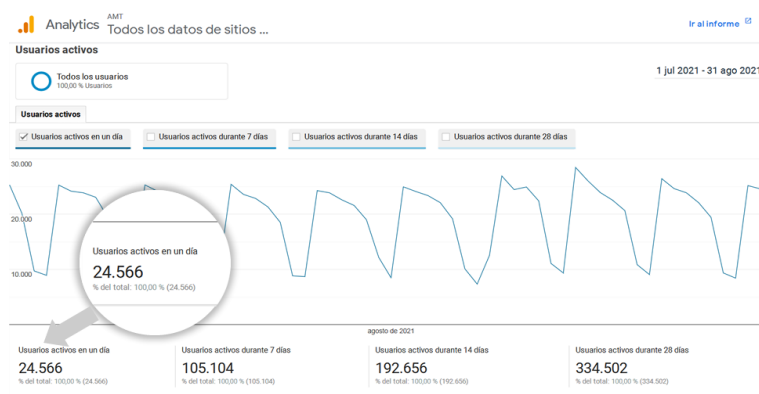 Analytics
AMT
Todos los datos de sitios ...
Ir al informe
Usuarios activos
Todos los usuarios
100,00 % Usuarios
1 jul 2021 - 31 ago 2021
Usuarios activos
Usuarios activos en un día
Usuarios activos durante 7 días
Usuarios activos durante 14 días
Usuarios activos durante 28 días
30.000
20.000
10.000
Usuarios activos en un día
24.566
% del total: 100,00 % (24.566)
agosto de 2021
Usuarios activos en un día
24.566
% del total: 100,00 % (24.566)
Usuarios activos durante 7 días
105.104
% del total: 100,00 % (105.104)
Usuarios activos durante 14 días
192.656
% del total: 100,00 % (192.656)
Usuarios activos durante 28 días
334.502
% del total: 100,00 % (334.502)